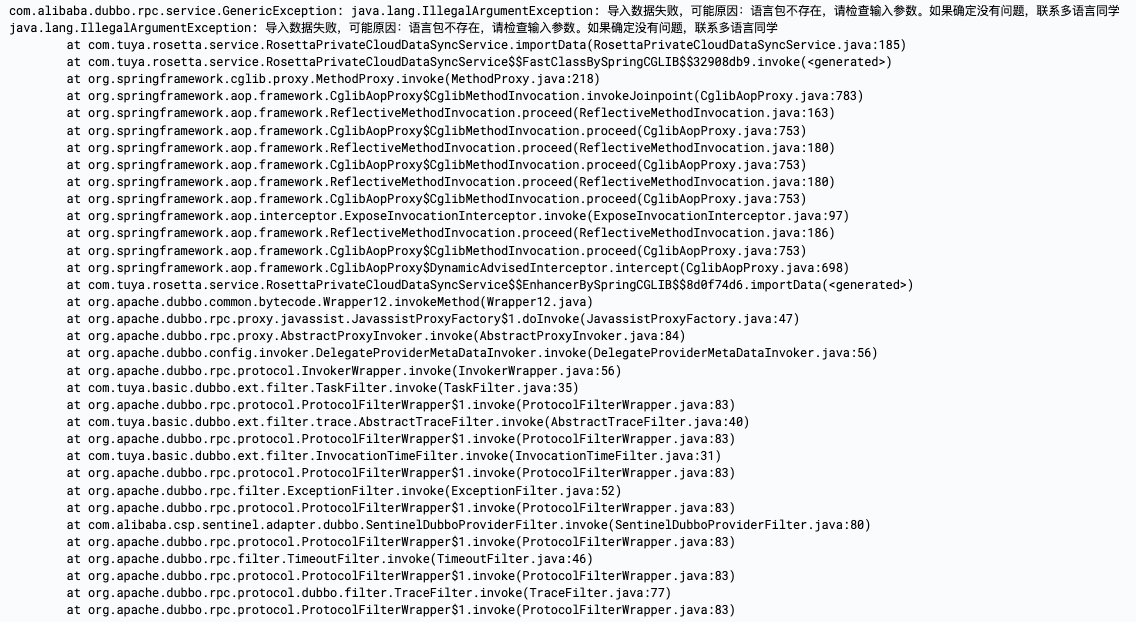 com.alibaba.dubbo.rpc.service.GenericException: java.lang.IllegalArgumentException: 导入数据失败, 可能原因: 语言包不存在, 请检查输入参数。如果确定没有问题, 联系多语言同学
java.lang.IllegalArgumentException: 导入数据失败, 可能原因: 语言包不存在, 请检查输入参数。如果确定没有问题, 联系多语言同学
at com.tuya.rosetta.service.RosettaPrivateCloudDataSyncService.importData(RosettaPrivateCloudDataSyncService.java:185)
at com.tuya.rosetta.service.RosettaPrivateCloudDataSyncService$$FastClassBySpringCGLIB$$32908db9.invoke(<generated>)
at org.springframework.cglib.proxy.MethodProxy.invoke(MethodProxy.java:218)
at org.springframework.aop.framework.CglibAopProxy$CglibMethodInvocation.invokeJoinpoint(CglibAopProxy.java:783)
at org.springframework.aop.framework.ReflectiveMethodInvocation.proceed(ReflectiveMethodInvocation.java:163)
at org.springframework.aop.framework.CglibAopProxy$CglibMethodInvocation.proceed(CglibAopProxy.java:753)
at org.springframework.aop.framework.ReflectiveMethodInvocation.proceed(ReflectiveMethodInvocation.java:180)
at org.springframework.aop.framework.CglibAopProxy$CglibMethodInvocation.proceed(CglibAopProxy.java:753)
at org.springframework.aop.framework.ReflectiveMethodInvocation.proceed(ReflectiveMethodInvocation.java:180)
at org.springframework.aop.framework.CglibAopProxy$CglibMethodInvocation.proceed(CglibAopProxy.java:753)
at org.springframework.aop.interceptor.ExposeInvocationInterceptor.invoke(ExposeInvocationInterceptor.java:97)
at org.springframework.aop.framework.ReflectiveMethodInvocation.proceed(ReflectiveMethodInvocation.java:186)
at org.springframework.aop.framework.CglibAopProxy$CglibMethodInvocation.proceed(CglibAopProxy.java:753)
at org.springframework.aop.framework.CglibAopProxy$DynamicAdvisedInterceptor.intercept(CglibAopProxy.java:698)
at com.tuya.rosetta.service.RosettaPrivateCloudDataSyncService$$EnhancerBySpringCGLIB$$8d0f74d6.importData(<generated>)
at org.apache.dubbo.common.bytecode.Wrapper12.invokeMethod(Wrapper12.java)
at org.apache.dubbo.rpc.proxy.javassist.JavassistProxyFactory$1.doInvoke(JavassistProxyFactory.java:47)
at org.apache.dubbo.rpc.proxy.AbstractProxyInvoker.invoke(AbstractProxyInvoker.java:84)
at org.apache.dubbo.config.invoker.DelegateProviderMetaDataInvoker.invoke(DelegateProviderMetaDataInvoker.java:56)
at org.apache.dubbo.rpc.protocol.InvokerWrapper.invoke(InvokerWrapper.java:56)
at com.tuya.basic.dubbo.ext.filter.TaskFilter.invoke(TaskFilter.java:35)
at org.apache.dubbo.rpc.protocol.ProtocolFilterWrapper$1.invoke(ProtocolFilterWrapper.java:83)
at com.tuya.basic.dubbo.ext.filter.trace.AbstractTraceFilter.invoke(AbstractTraceFilter.java:40)
at org.apache.dubbo.rpc.protocol.ProtocolFilterWrapper$1.invoke(ProtocolFilterWrapper.java:83)
at com.tuya.basic.dubbo.ext.filter.InvocationTimeFilter.invoke(InvocationTimeFilter.java:31)
at org.apache.dubbo.rpc.protocol.ProtocolFilterWrapper$1.invoke(ProtocolFilterWrapper.java:83)
at org.apache.dubbo.rpc.filter.ExceptionFilter.invoke(ExceptionFilter.java:52)
at org.apache.dubbo.rpc.protocol.ProtocolFilterWrapper$1.invoke(ProtocolFilterWrapper.java:83)
at com.alibaba.csp.sentinel.adapter.dubbo.SentinelDubboProviderFilter.invoke(SentinelDubboProviderFilter.java:80)
at org.apache.dubbo.rpc.protocol.ProtocolFilterWrapper$1.invoke(ProtocolFilterWrapper.java:83)
at org.apache.dubbo.rpc.filter.TimeoutFilter.invoke(TimeoutFilter.java:46)
at org.apache.dubbo.rpc.protocol.ProtocolFilterWrapper$1.invoke(ProtocolFilterWrapper.java:83)
at org.apache.dubbo.rpc.protocol.dubbo.filter.TraceFilter.invoke(TraceFilter.java:77)
at org.apache.dubbo.rpc.protocol.ProtocolFilterWrapper$1.invoke(ProtocolFilterWrapper.java:83)